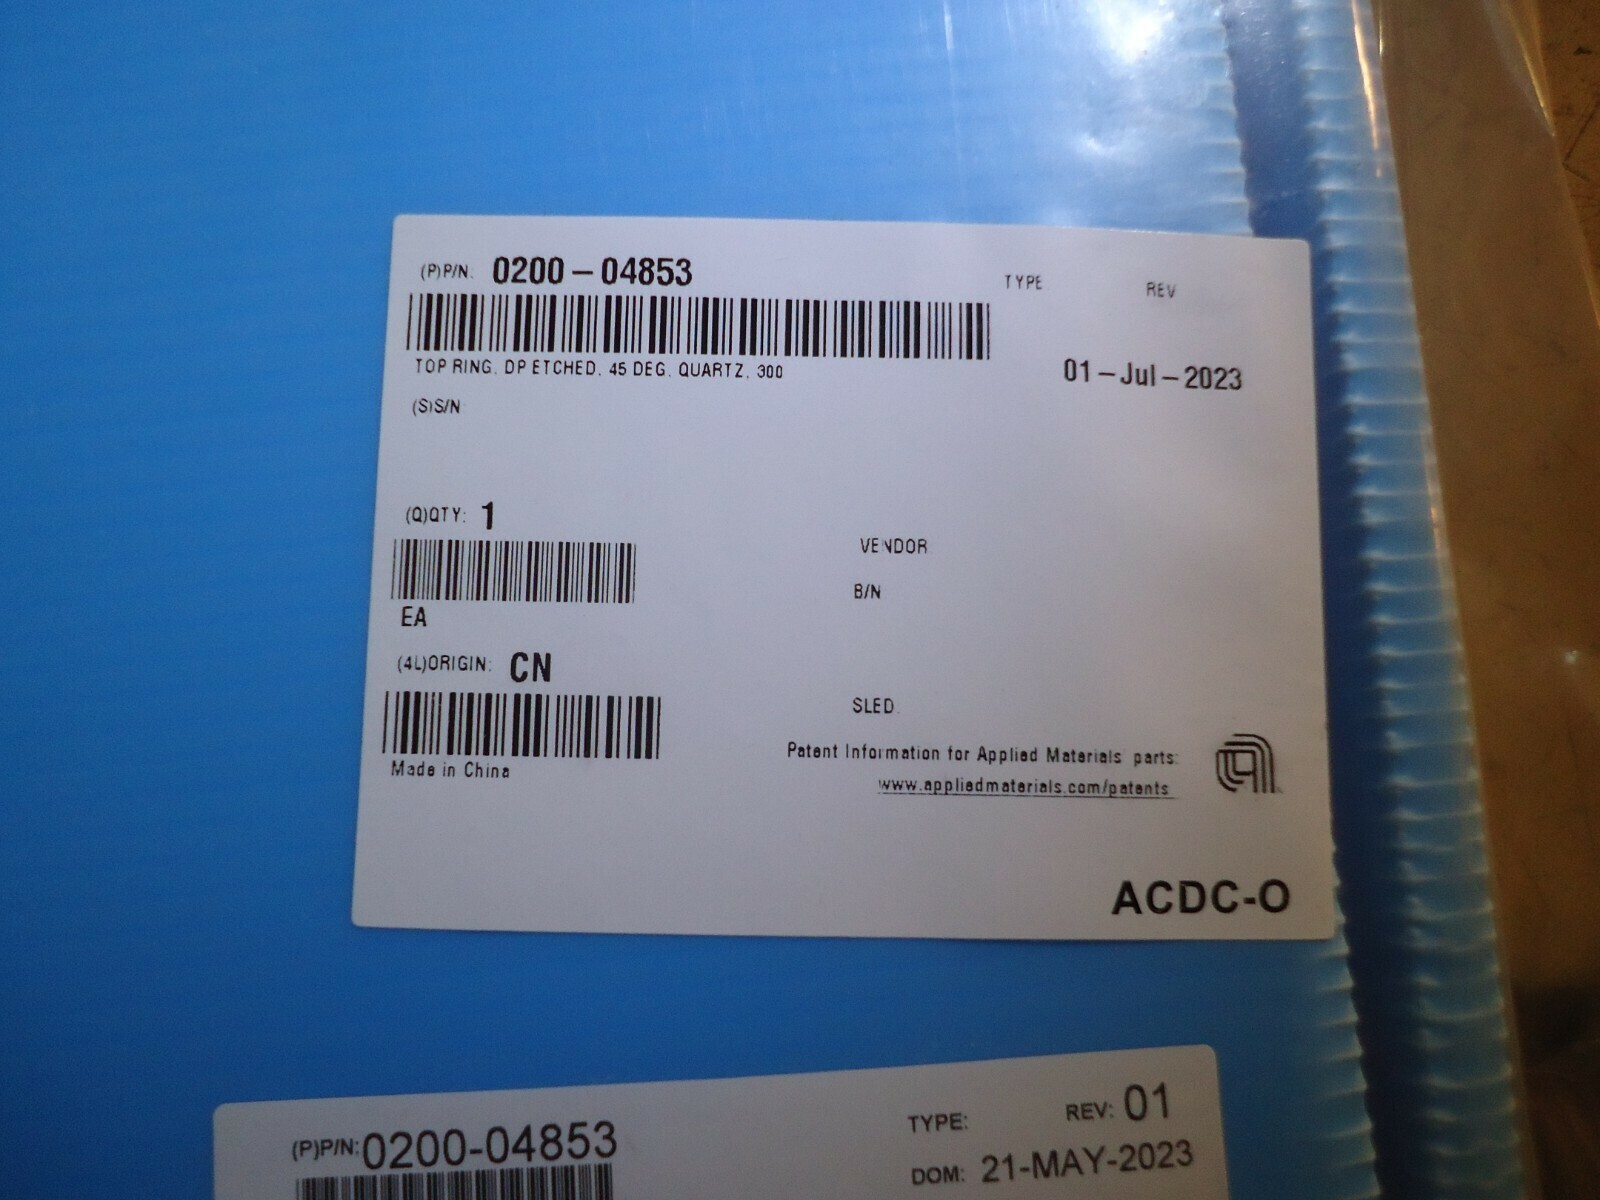 (P)P/N: 0200-04853
TYPE REV
TOP RING, DP ETCHED, 45 DEG, QUARTZ, 300
01-Jul-2023
(S)S/N
(Q)QTY: 1
EA
VENDOR
B/N
(4L)ORIGIN: CN
Made in China
SLED
Patent Information for Applied Materials' parts:
www.appliedmaterials.com/patents
ACDC-O
(P)P/N:0200-04853
TYPE: REV: 01
DOM: 21-MAY-2023